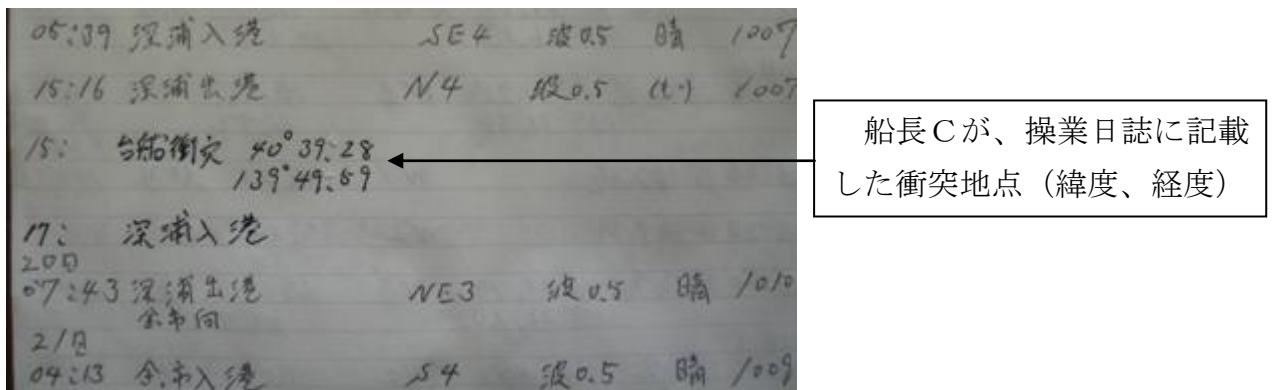 05:39 深浦入港 SE4 波0.5 晴 1007
15:16 深浦出港 N4 波0.5 (く・) 1007
15: 台船衝突 40°39.28
139°49.59
17: 深浦入港
20日
07:43 深浦出港 NE3 波0.5 晴 1010
余市向
21日
04:13 余市入港 S4 波0.5 晴 1009
船長Cが、操業日誌に記載
した衝突地点(緯度、経度)